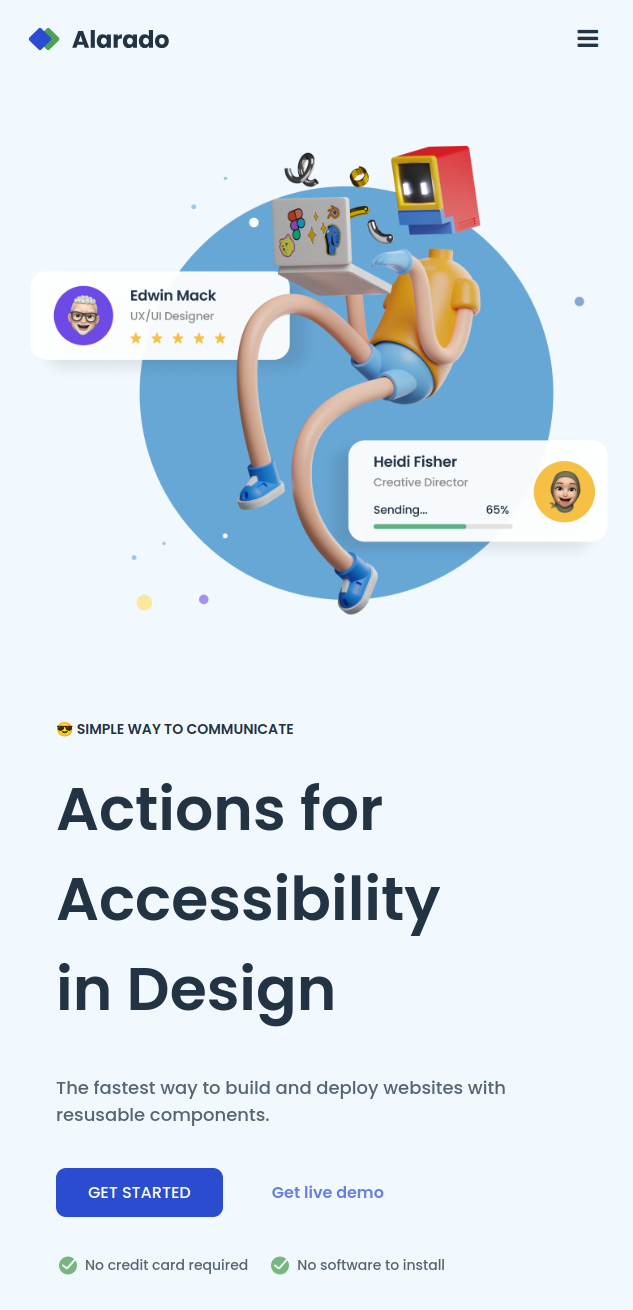 Alarado
Edwin Mack
UX/UI Designer
Heidi Fisher
Creative Director
Sending... 65%
😎 SIMPLE WAY TO COMMUNICATE
Actions for
Accessibility
in Design
The fastest way to build and deploy websites with
resusable components.
GET STARTED Get live demo
No credit card required No software to install